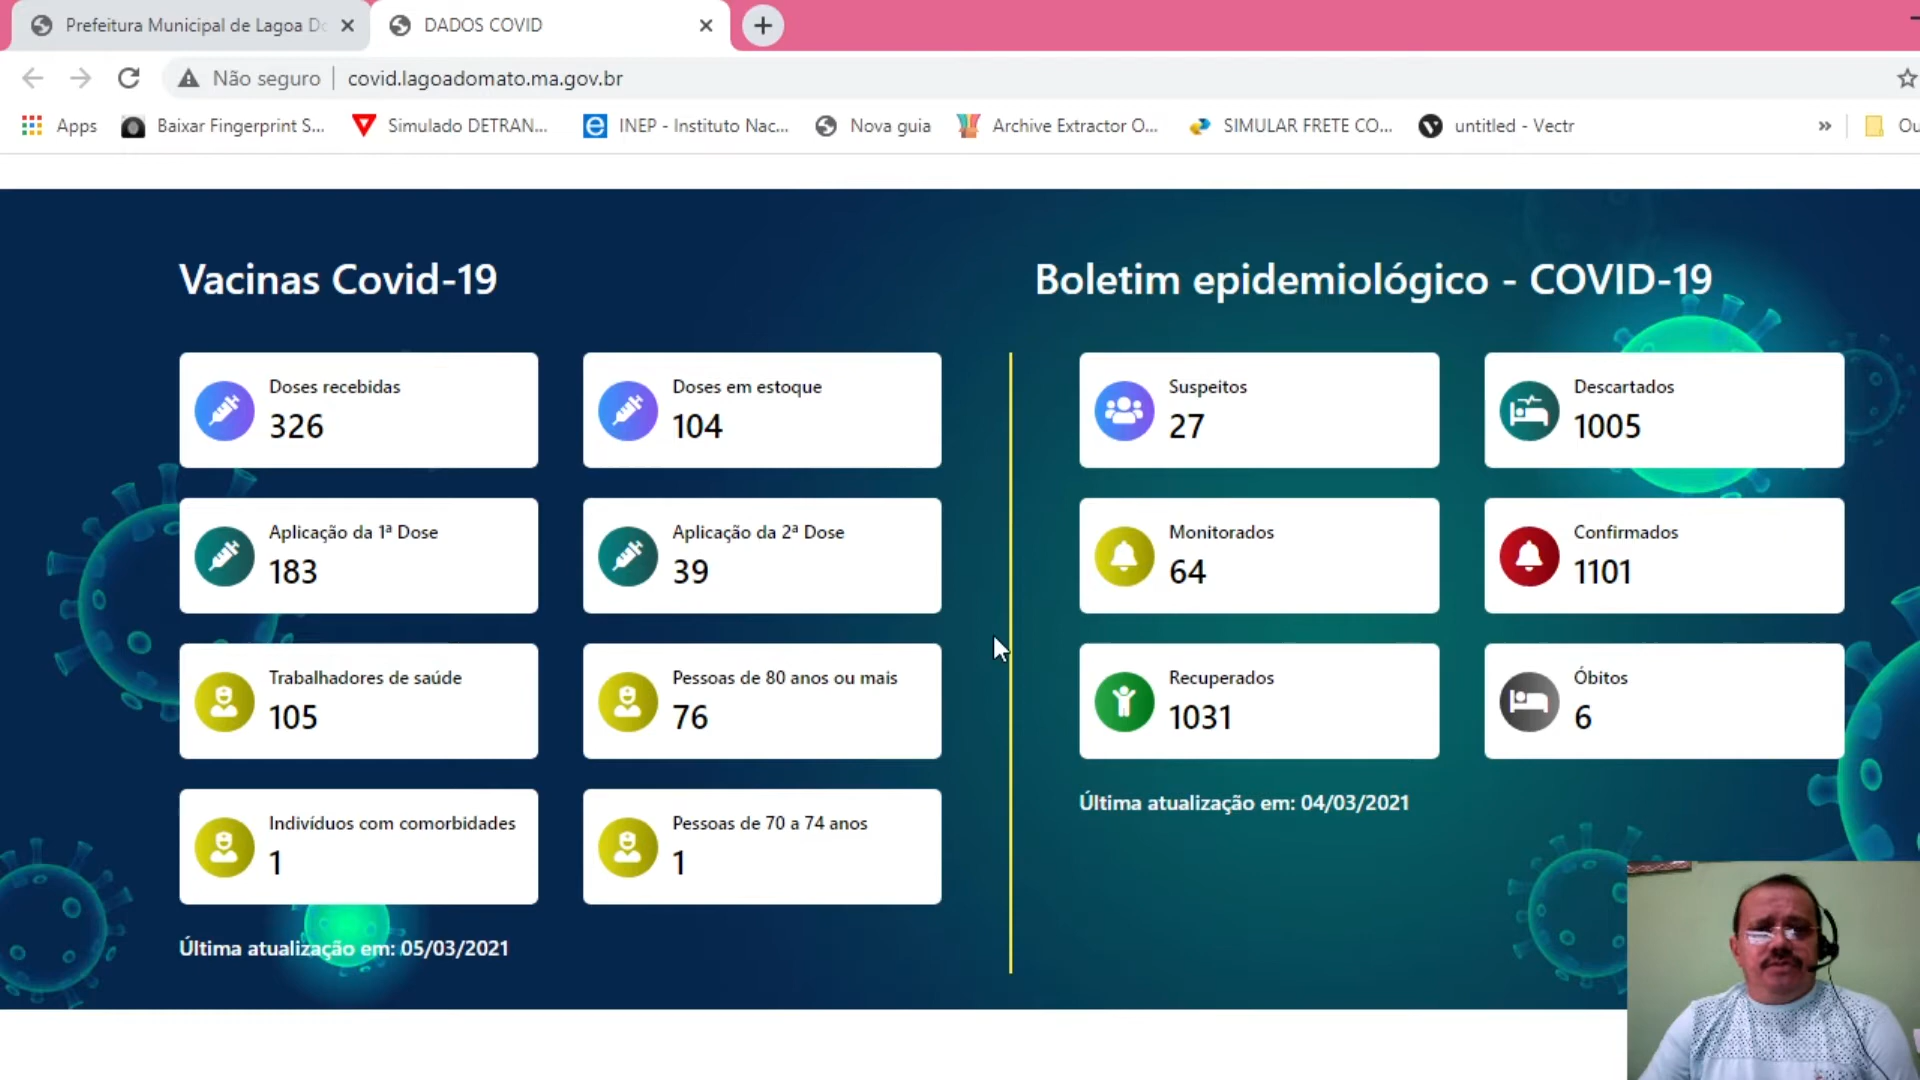 Prefeitura Municipal de Lagoa Do
DADOS COVID
Não seguro
covid.lagoadomato.ma.gov.br
Apps
Baixar Fingerprint S...
Simulado DETRAN...
INEP - Instituto Nac...
Nova guia
Archive Extractor O...
SIMULAR FRETE CO...
untitled - Vectr
»
Ou
Vacinas Covid-19
Doses recebidas
326
Doses em estoque
104
Aplicação da 1ª Dose
183
Aplicação da 2ª Dose
39
Trabalhadores de saúde
105
Pessoas de 80 anos ou mais
76
Indivíduos com comorbidades
1
Pessoas de 70 a 74 anos
1
Última atualização em: 05/03/2021
Boletim epidemiológico - COVID-19
Suspeitos
27
Descartados
1005
Monitorados
64
Confirmados
1101
Recuperados
1031
Óbitos
6
Última atualização em: 04/03/2021